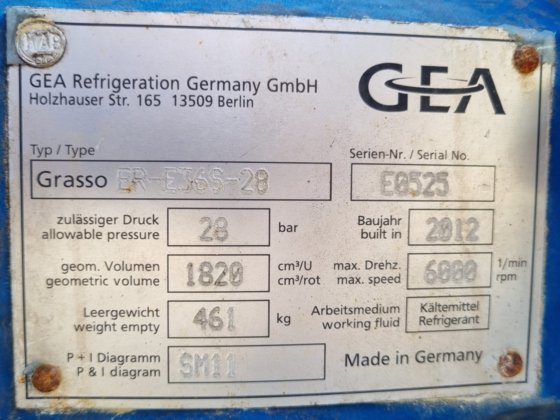 GEA Refrigeration Germany GmbH
Holzhauser Str. 165 13509 Berlin
GEA
Typ / Type
Grasso ER-E36S-28
Serien-Nr. / Serial No.
E0525
zulässiger Druck
allowable pressure
28 bar
Baujahr
built in
2012
geom. Volumen
geometric volume
1820
cm³/U
cm³/rot
max. Drehz.
max. speed
6000
1/min
rpm
Leergewicht
weight empty
461 kg
Arbeitsmedium
working fluid
Kältemittel
Refrigerant
P + I Diagramm
P & I diagram
SM11
Made in Germany